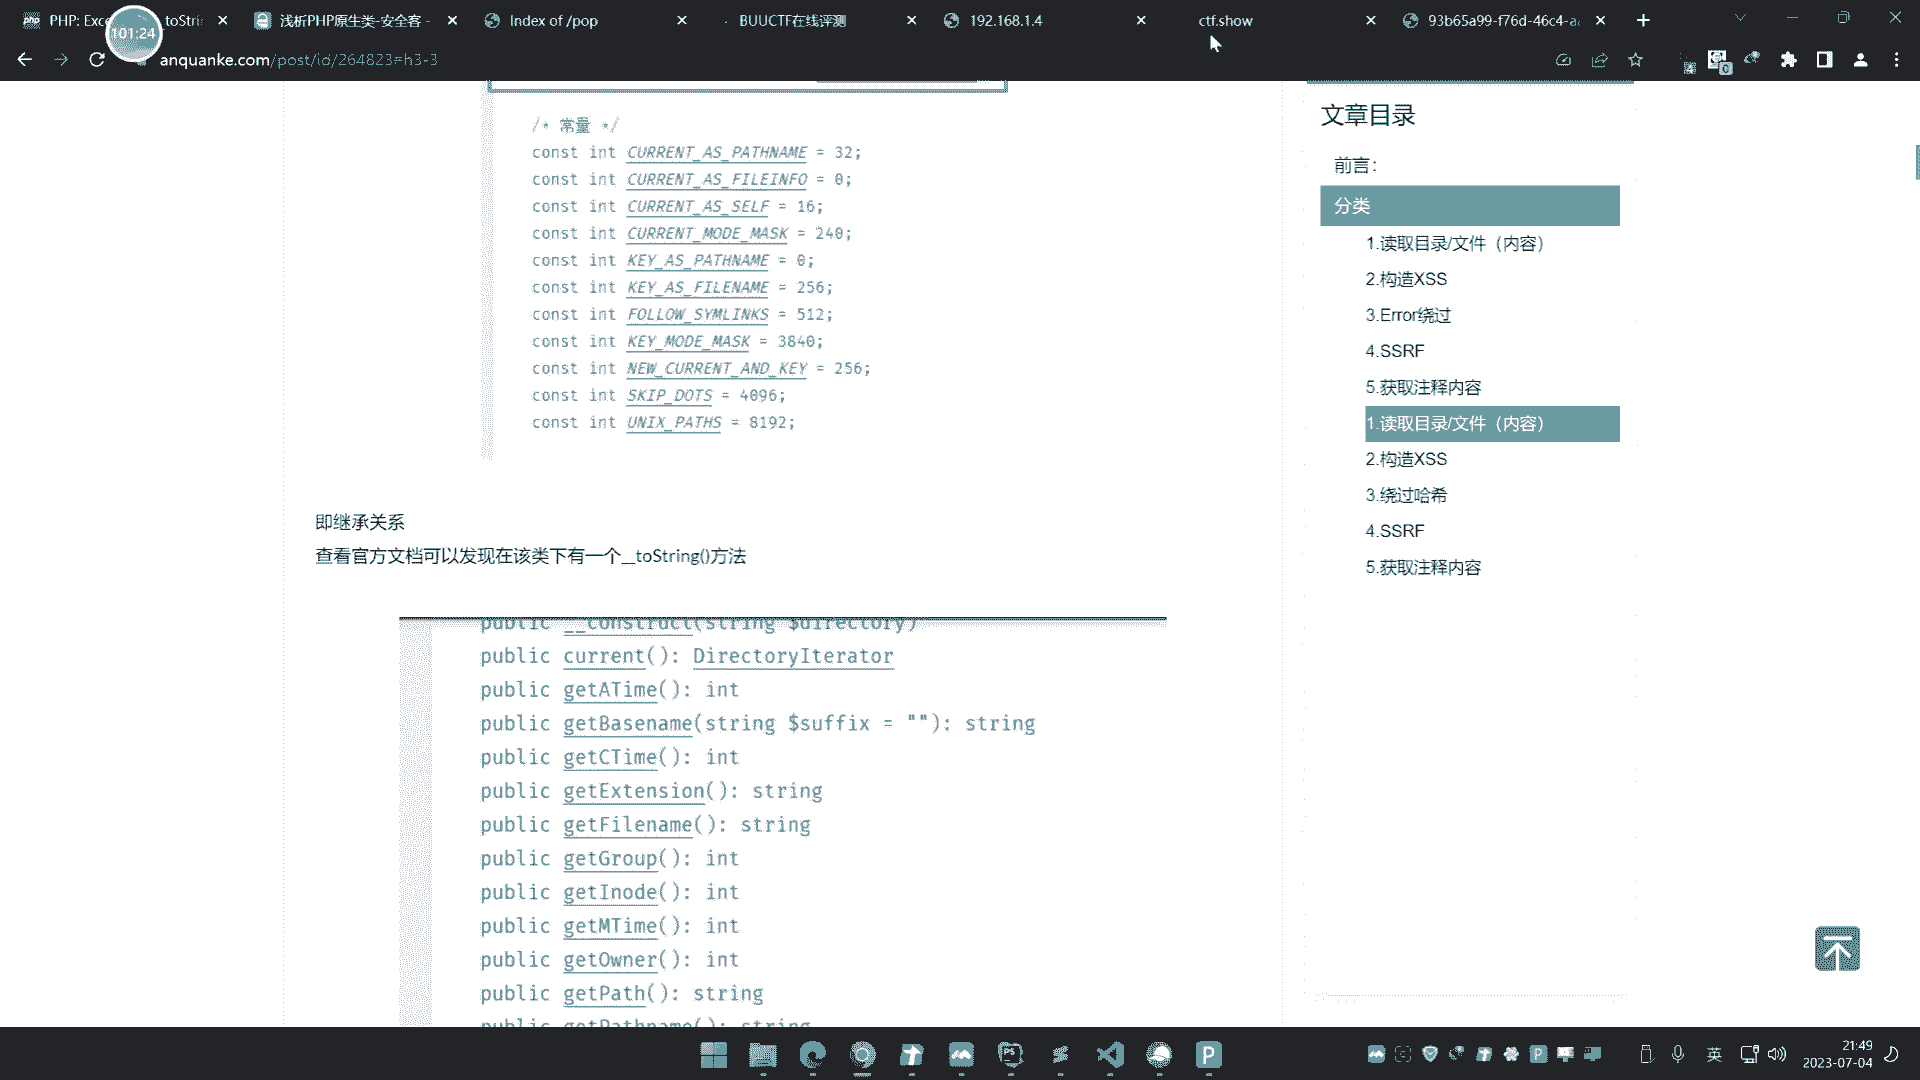 PHP: Exce
toStri
浅析PHP原生类-安全客 -
Index of /pop
BUUCTF在线评测
192.168.1.4
ctf.show
93b65a99-f76d-46c4-a
101:24
anquanke.com/post/id/264823#h3-3
/* 常量 */
const int CURRENT_AS_PATHNAME = 32;
const int CURRENT_AS_FILEINFO = 0;
const int CURRENT_AS_SELF = 16;
const int CURRENT_MODE_MASK = 240;
const int KEY_AS_PATHNAME = 0;
const int KEY_AS_FILENAME = 256;
const int FOLLOW_SYMLINKS = 512;
const int KEY_MODE_MASK = 3840;
const int NEW_CURRENT_AND_KEY = 256;
const int SKIP_DOTS = 4096;
const int UNIX_PATHS = 8192;
即继承关系
查看官方文档可以发现在该类下有一个__toString()方法
public __construct(string $directory)
public current(): DirectoryIterator
public getATime(): int
public getBasename(string $suffix = ""): string
public getCTime(): int
public getExtension(): string
public getFilename(): string
public getGroup(): int
public getInode(): int
public getMTime(): int
public getOwner(): int
public getPath(): string
public getPathname(): string
文章目录
前言：
分类
1.读取目录/文件（内容）
2.构造XSS
3.Error绕过
4.SSRF
5.获取注释内容
1.读取目录/文件（内容）
2.构造XSS
3.绕过哈希
4.SSRF
5.获取注释内容
英
21:49
2023-07-04